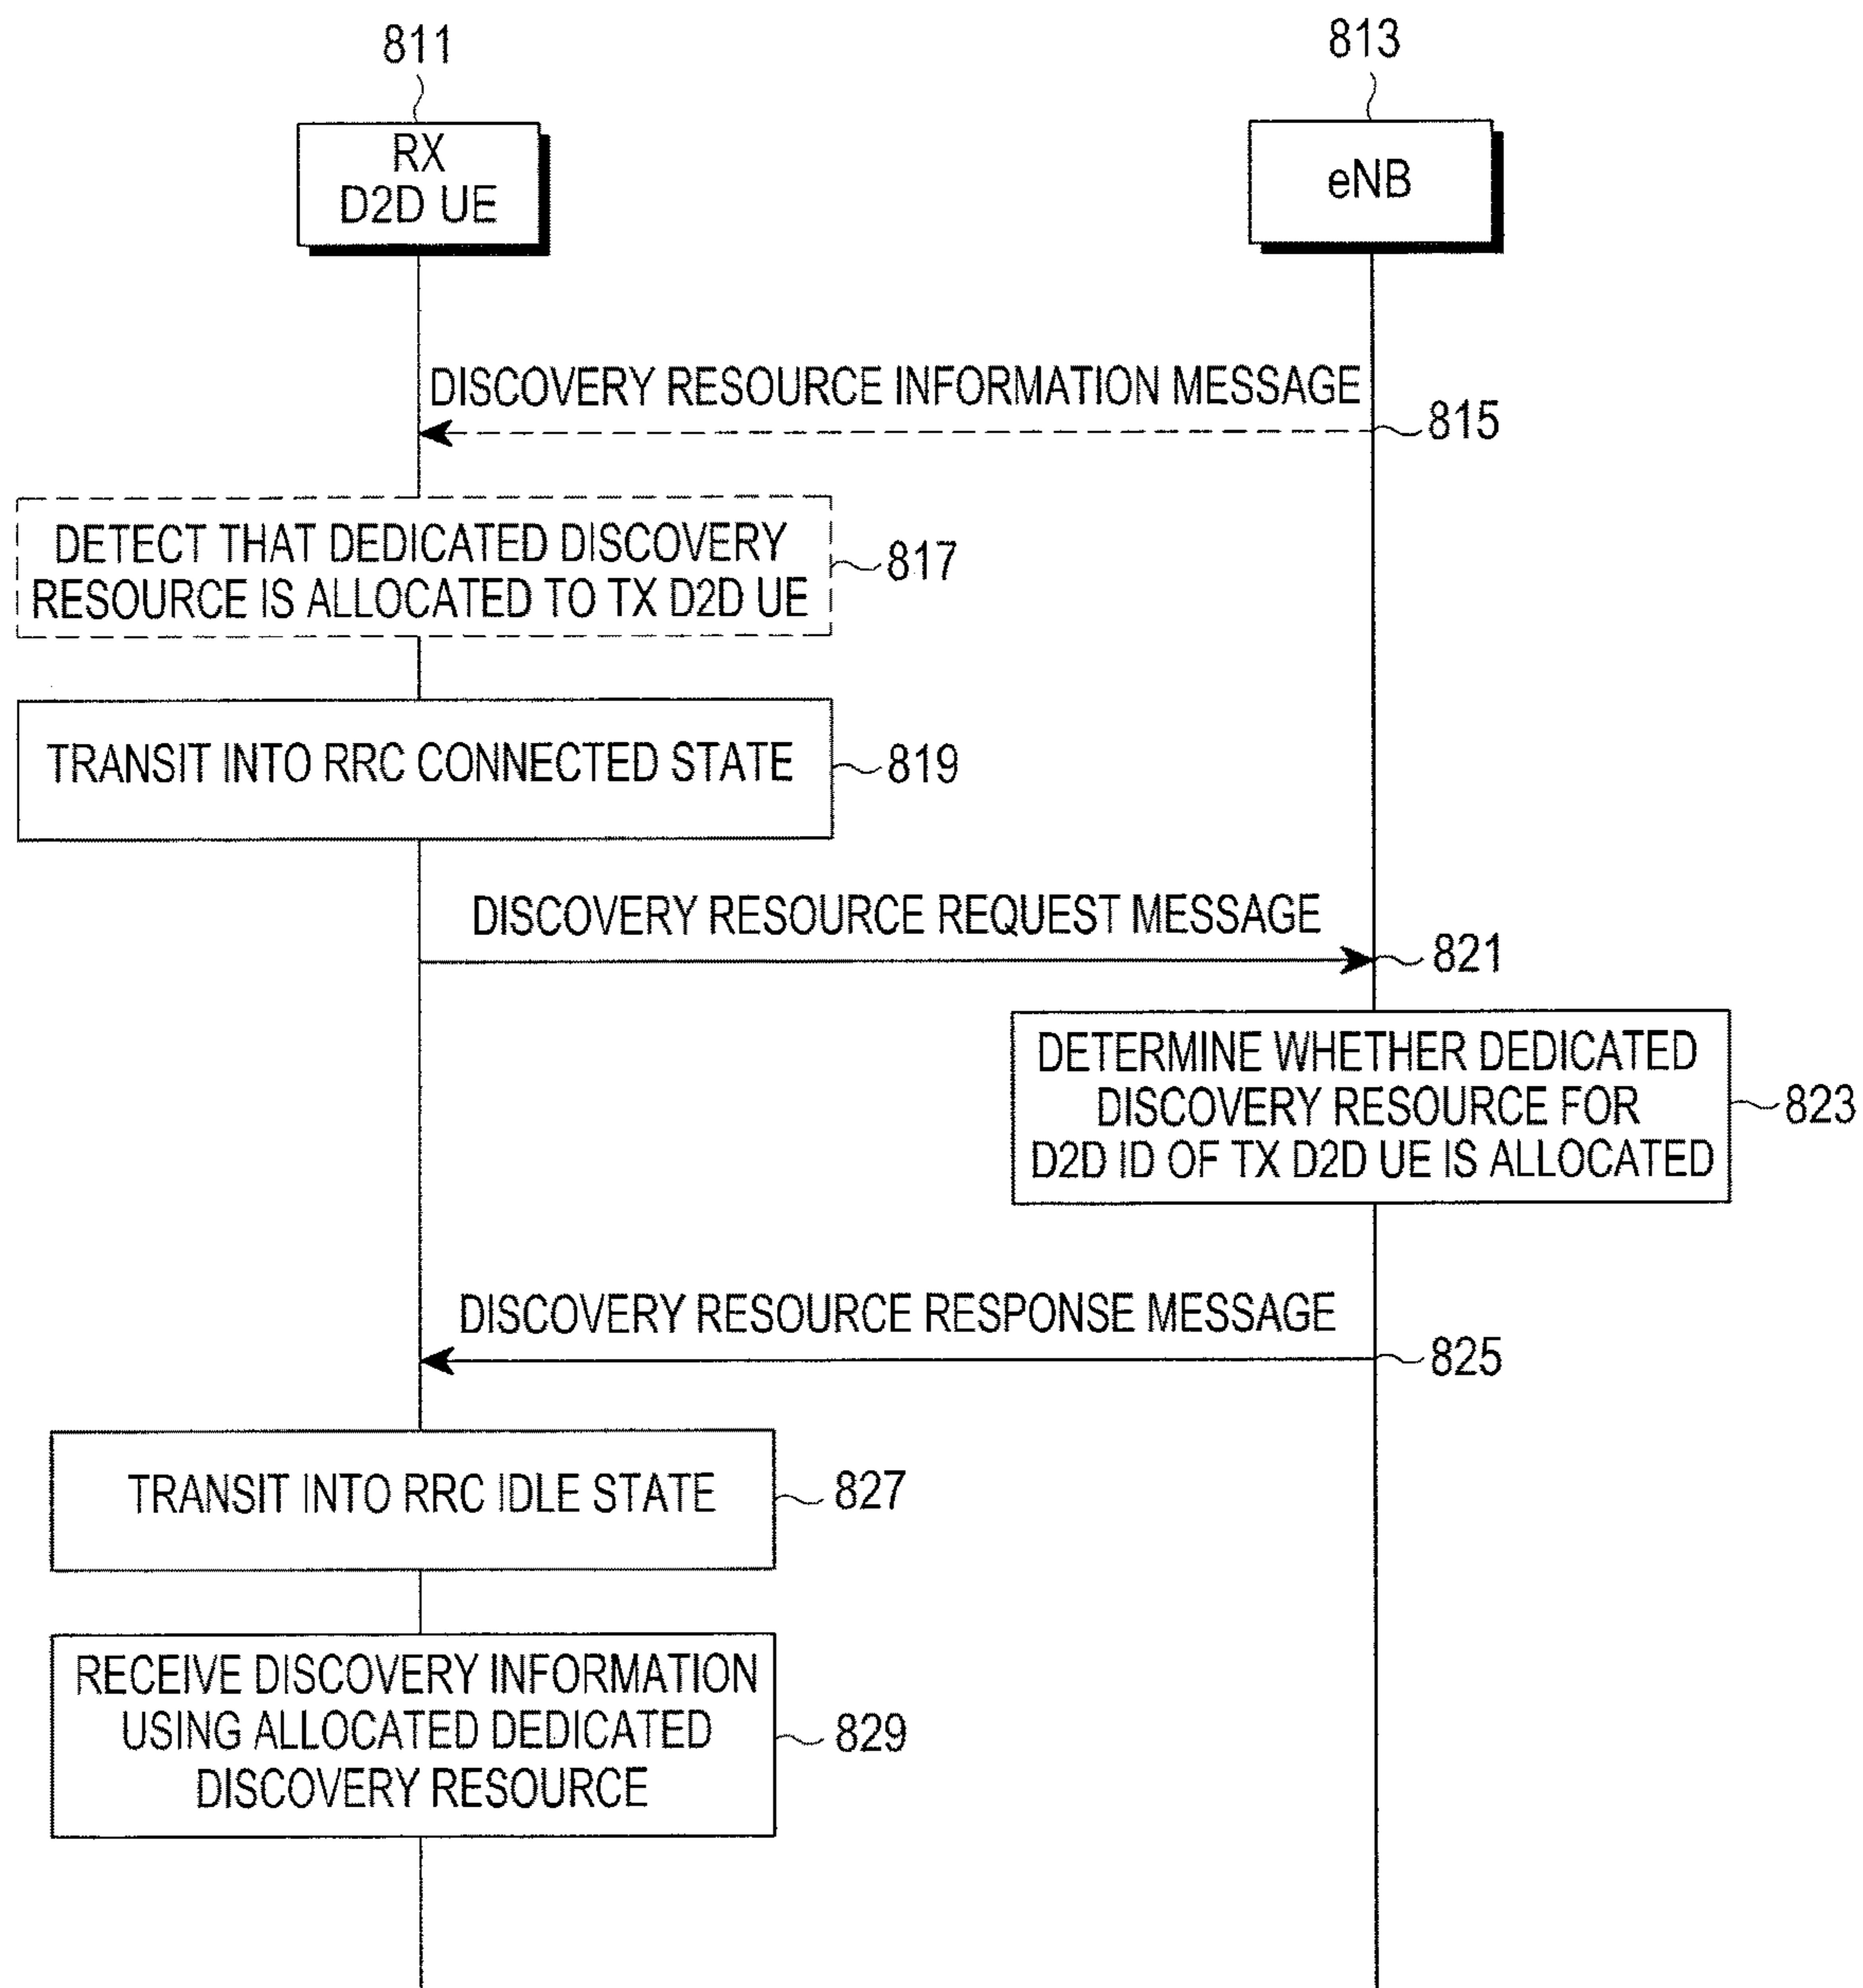 811
813
RX
D2D UE
eNB
DISCOVERY RESOURCE INFORMATION MESSAGE
815
DETECT THAT DEDICATED DISCOVERY
RESOURCE IS ALLOCATED TO TX D2D UE
817
TRANSIT INTO RRC CONNECTED STATE
819
DISCOVERY RESOURCE REQUEST MESSAGE
821
DETERMINE WHETHER DEDICATED
DISCOVERY RESOURCE FOR
D2D ID OF TX D2D UE IS ALLOCATED
823
DISCOVERY RESOURCE RESPONSE MESSAGE
825
TRANSIT INTO RRC IDLE STATE
827
RECEIVE DISCOVERY INFORMATION
USING ALLOCATED DEDICATED
DISCOVERY RESOURCE
829